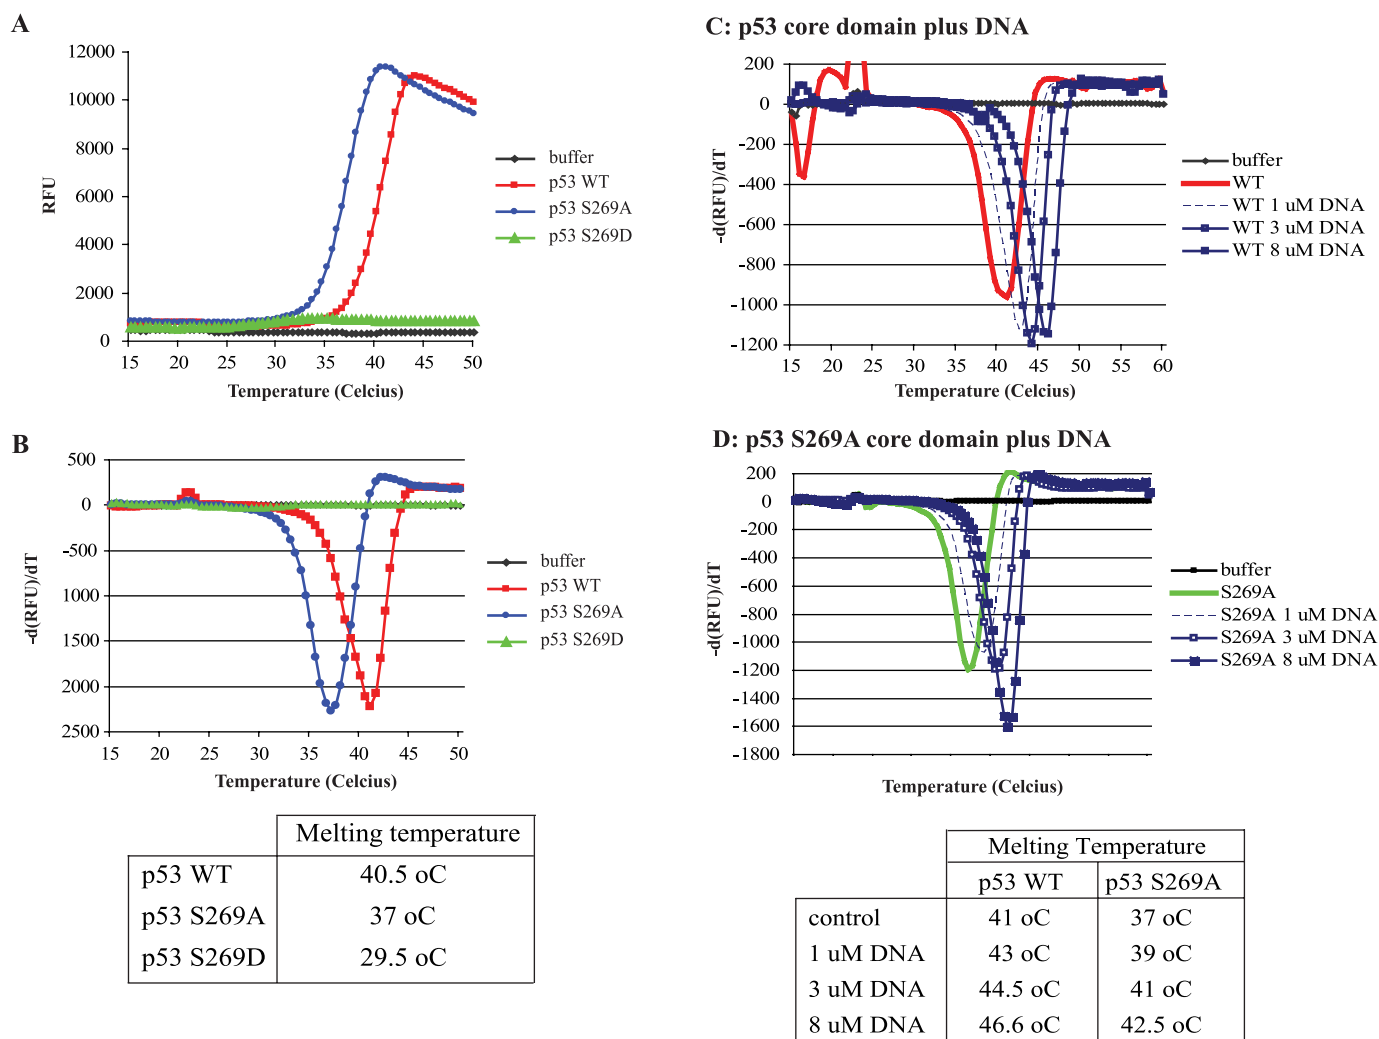 A
12000
10000
8000
6000
4000
2000
0
RFU
15 20 25 30 35 40 45 50
Temperature (Celcius)
buffer
p53 WT
p53 S269A
p53 S269D
B
500
0
-500
1000
1500
2000
2500
-d(RFU)/dT
15 20 25 30 35 40 45 50
Temperature (Celcius)
buffer
p53 WT
p53 S269A
p53 S269D
Melting temperature
p53 WT 40.5 oC
p53 S269A 37 oC
p53 S269D 29.5 oC
C: p53 core domain plus DNA
200
0
-200
-400
-600
-800
-1000
-1200
-d(RFU)/dT
15 20 25 30 35 40 45 50 55 60
Temperature (Celcius)
buffer
WT
WT 1 uM DNA
WT 3 uM DNA
WT 8 uM DNA
D: p53 S269A core domain plus DNA
200
0
-200
-400
-600
-800
-1000
-1200
-1400
-1600
-1800
-d(RFU)/dT
Temperature (Celcius)
buffer
S269A
S269A 1 uM DNA
S269A 3 uM DNA
S269A 8 uM DNA
Melting Temperature
p53 WT p53 S269A
control 41 oC 37 oC
1 uM DNA 43 oC 39 oC
3 uM DNA 44.5 oC 41 oC
8 uM DNA 46.6 oC 42.5 oC